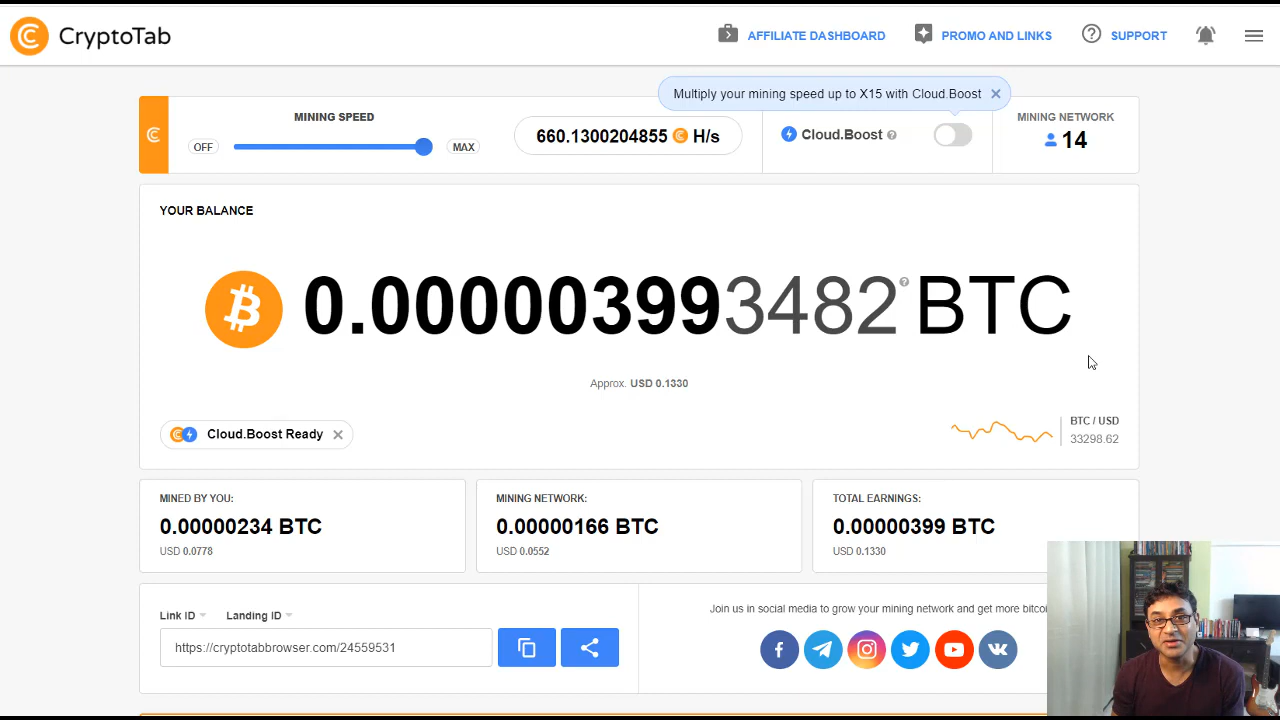 CryptoTab
AFFILIATE DASHBOARD
PROMO AND LINKS
SUPPORT
Multiply your mining speed up to X15 with Cloud.Boost
MINING SPEED
OFF
MAX
660.1300204855 H/s
Cloud.Boost
MINING NETWORK
14
YOUR BALANCE
0.000003993482 BTC
Approx. USD 0.1330
Cloud.Boost Ready
BTC / USD
33298.62
MINED BY YOU:
0.00000234 BTC
USD 0.0778
MINING NETWORK:
0.00000166 BTC
USD 0.0552
TOTAL EARNINGS:
0.00000399 BTC
USD 0.1330
Link ID
Landing ID
https://cryptotabbrowser.com/24559531
Join us in social media to grow your mining network and get more